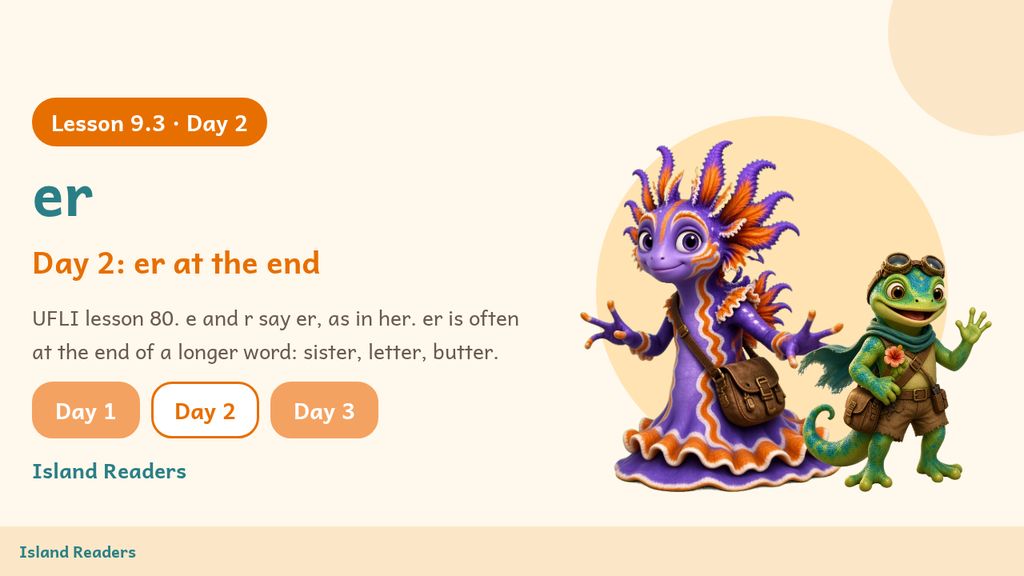 Lesson 9.3 · Day 2
er
Day 2: er at the end
UFLI lesson 80. e and r say er, as in her. er is often
at the end of a longer word: sister, letter, butter.
Day 1 Day 2 Day 3
Island Readers
Island Readers